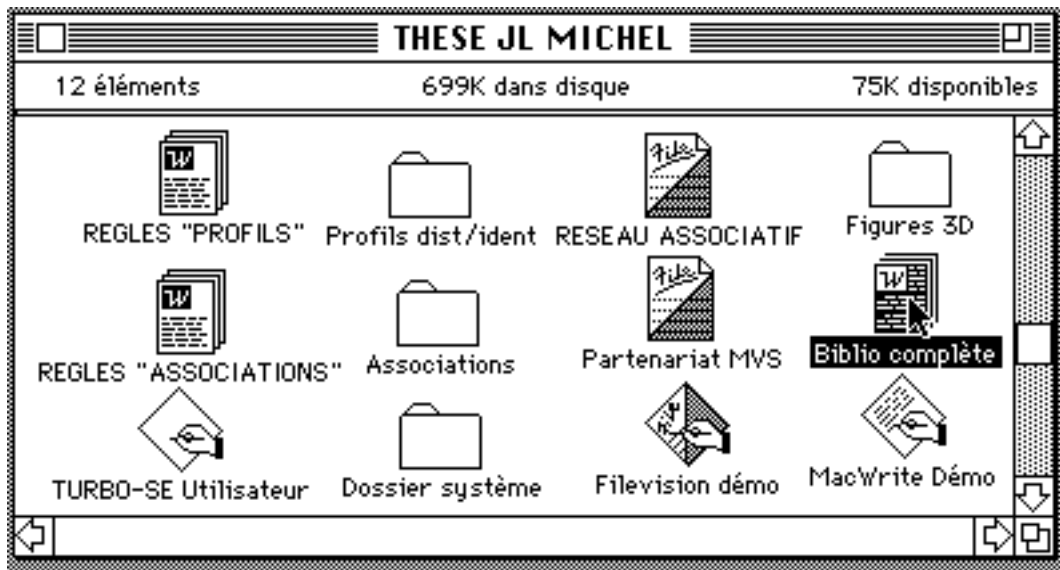 THESE JL MICHEL
12 éléments 699K dans disque 75K disponibles
REGLES "PROFILS" Profils dist/ident RESEAU ASSOCIATIF Figures 3D
REGLES "ASSOCIATIONS" Associations Partenariat MVS Biblio complète
TURBO-SE Utilisateur Dossier système Filevision démo MacWrite Démo